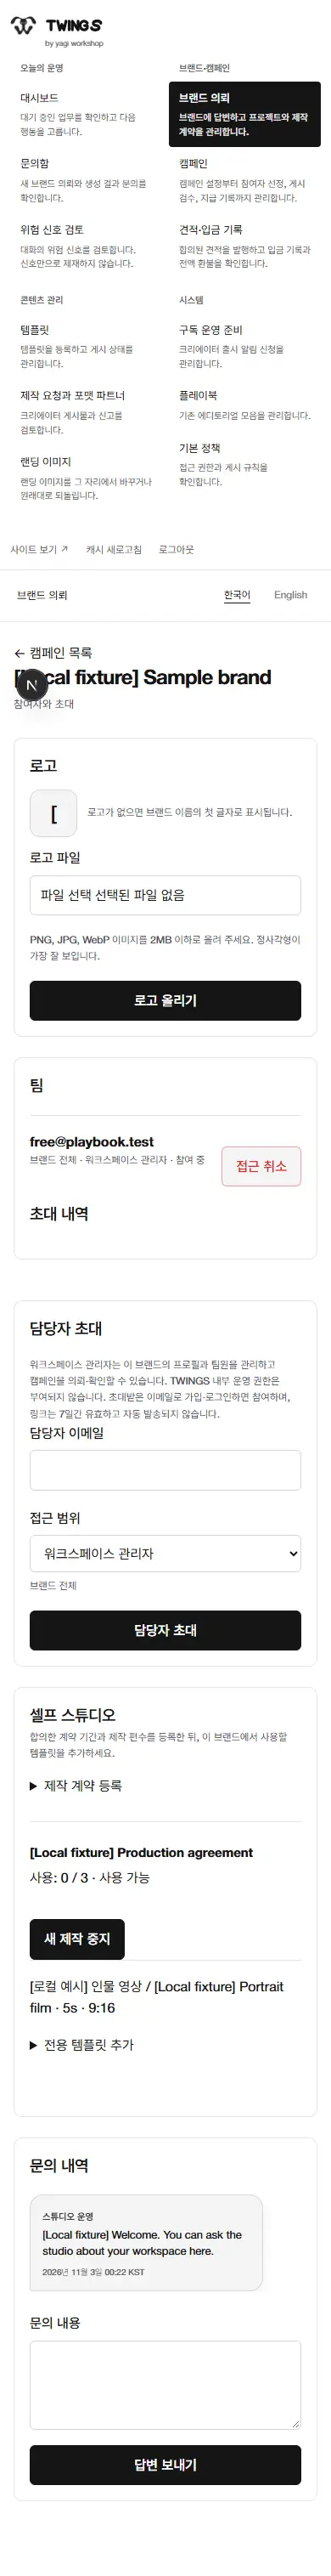 TWINGS
by yagi workshop
오늘의 운영
대시보드
대기 중인 업무를 확인하고 다음
행동을 고릅니다.
문의함
새 브랜드 의뢰와 생성 결과 문의를
확인합니다.
위험 신호 검토
대화의 위험 신호를 검토합니다.
신호만으로 제재하지 않습니다.
브랜드·캠페인
브랜드 의뢰
브랜드에 답변하고 프로젝트와 제작
계약을 관리합니다.
캠페인
캠페인 설정부터 참여자 선정, 게시
검수, 지급 기록까지 관리합니다.
견적·입금 기록
합의된 견적을 발행하고 입금 기록과
전액 환불을 확인합니다.
콘텐츠 관리
템플릿
템플릿을 등록하고 게시 상태를
관리합니다.
제작 요청과 포맷 파트너
크리에이터 게시물과 신고를
검토합니다.
랜딩 이미지
랜딩 이미지를 그 자리에서 바꾸거나
원래대로 되돌립니다.
시스템
구독 운영 준비
크리에이터 출시 알림 신청을
관리합니다.
플레이북
기존 에디토리얼 모음을 관리합니다.
기본 정책
접근 권한과 게시 규칙을
확인합니다.
사이트 보기 ↗ 캐시 새로고침 로그아웃
브랜드 의뢰 한국어 English
← 캠페인 목록
[Local fixture] Sample brand
N
참여자와 초대
로고
[
로고가 없으면 브랜드 이름의 첫 글자로 표시됩니다.
로고 파일
파일 선택 선택된 파일 없음
PNG, JPG, WebP 이미지를 2MB 이하로 올려 주세요. 정사각형이
가장 잘 보입니다.
로고 올리기
팀
free@playbook.test
브랜드 전체 · 워크스페이스 관리자 · 참여 중
접근 취소
초대 내역
담당자 초대
워크스페이스 관리자는 이 브랜드의 프로필과 팀원을 관리하고
캠페인을 의뢰·확인할 수 있습니다. TWINGS 내부 운영 권한은
부여되지 않습니다. 초대받은 이메일로 가입·로그인하면 참여하며,
링크는 7일간 유효하고 자동 발송되지 않습니다.
담당자 이메일
접근 범위
워크스페이스 관리자
브랜드 전체
담당자 초대
셀프 스튜디오
합의한 계약 기간과 제작 편수를 등록한 뒤, 이 브랜드에서 사용할
템플릿을 추가하세요.
▶ 제작 계약 등록
[Local fixture] Production agreement
사용: 0 / 3 · 사용 가능
새 제작 중지
[로컬 예시] 인물 영상 / [Local fixture] Portrait
film · 5s · 9:16
▶ 전용 템플릿 추가
문의 내역
스튜디오 운영
[Local fixture] Welcome. You can ask the
studio about your workspace here.
2026년 11월 3일 00:22 KST
문의 내용
답변 보내기